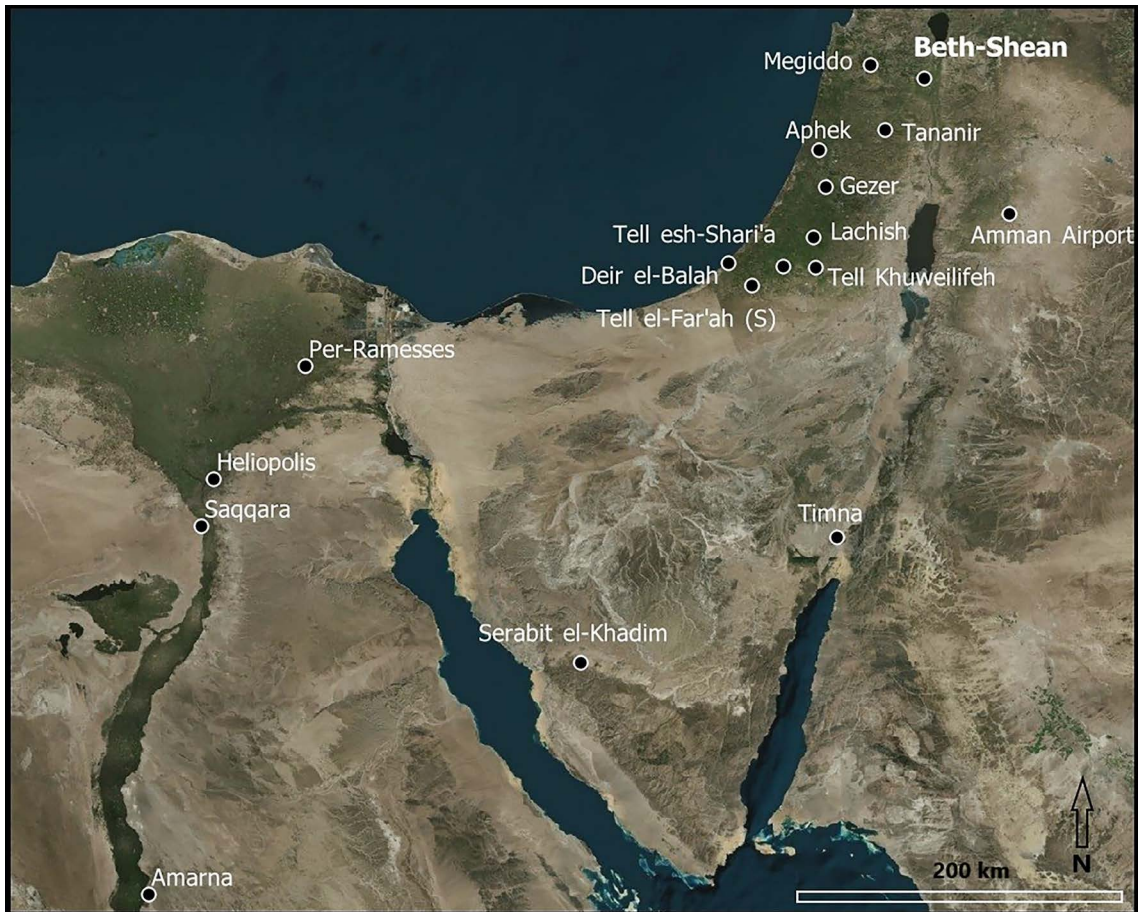 Beth-Shean
Megiddo
Aphek
Tananir
Gezer
Tell esh-Shari'a
Lachish
Amman Airport
Deir el-Balah
Tell Khuweilifeh
Tell el-Far'ah (S)
Per-Ramesses
Heliopolis
Saqqara
Timna
Serabit el-Khadim
Amarna
200 km
N